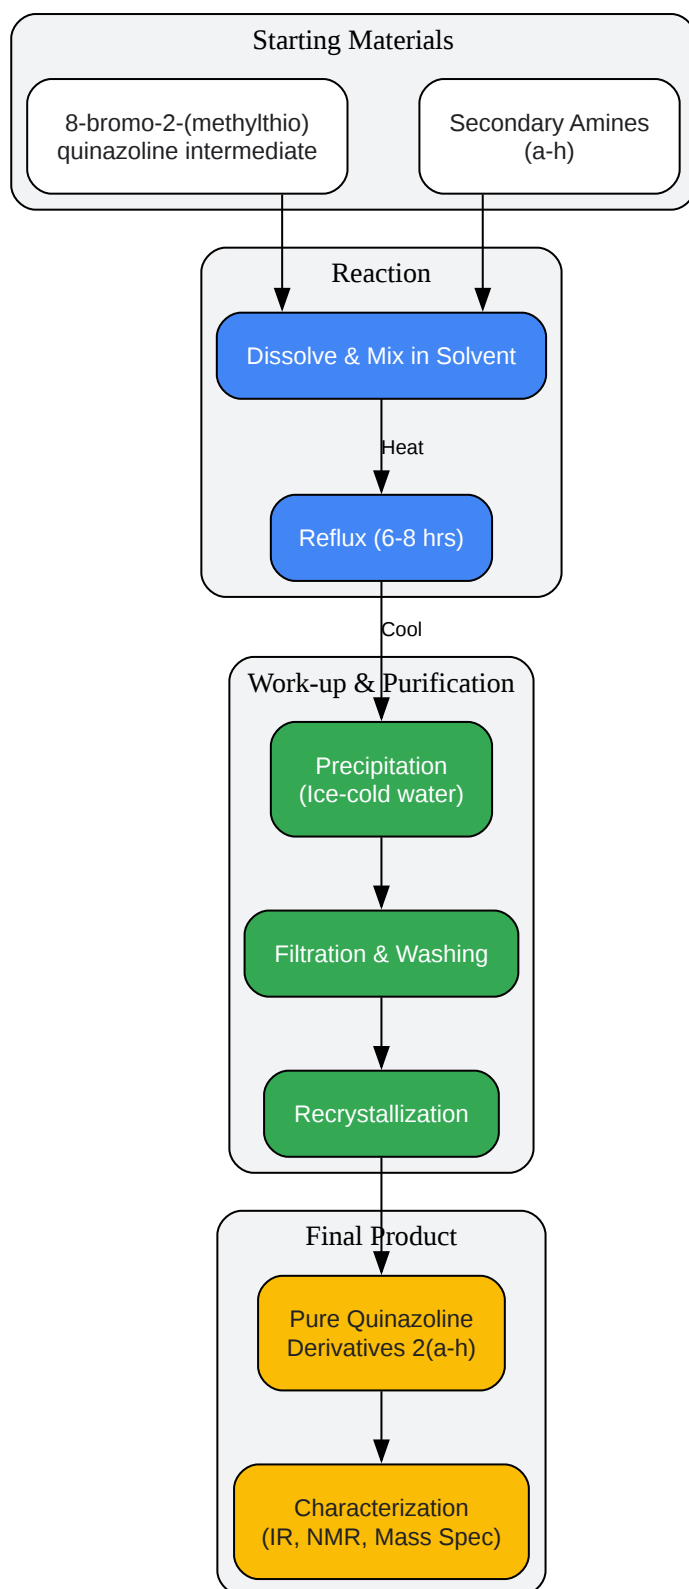 Starting Materials
8-bromo-2-(methylthio)
quinazoline intermediate
Secondary Amines
(a-h)
Reaction
Dissolve & Mix in Solvent
Heat
Reflux (6-8 hrs)
Cool
Work-up & Purification
Precipitation
(Ice-cold water)
Filtration & Washing
Recrystallization
Final Product
Pure Quinazoline
Derivatives 2(a-h)
Characterization
(IR, NMR, Mass Spec)